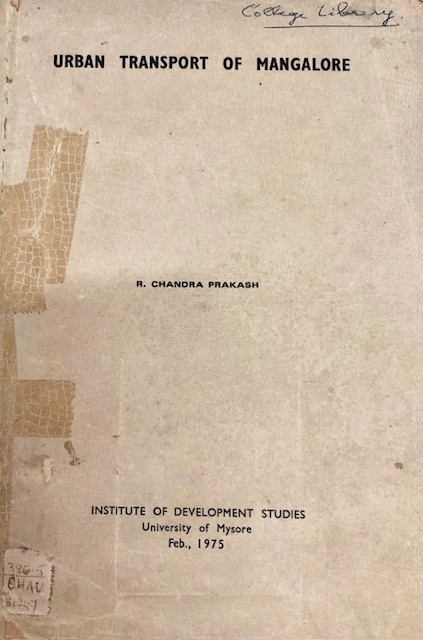 College Library.
URBAN TRANSPORT OF MANGALORE
R. CHANDRA PRAKASH
INSTITUTE OF DEVELOPMENT STUDIES
University of Mysore
Feb., 1975
CHAU